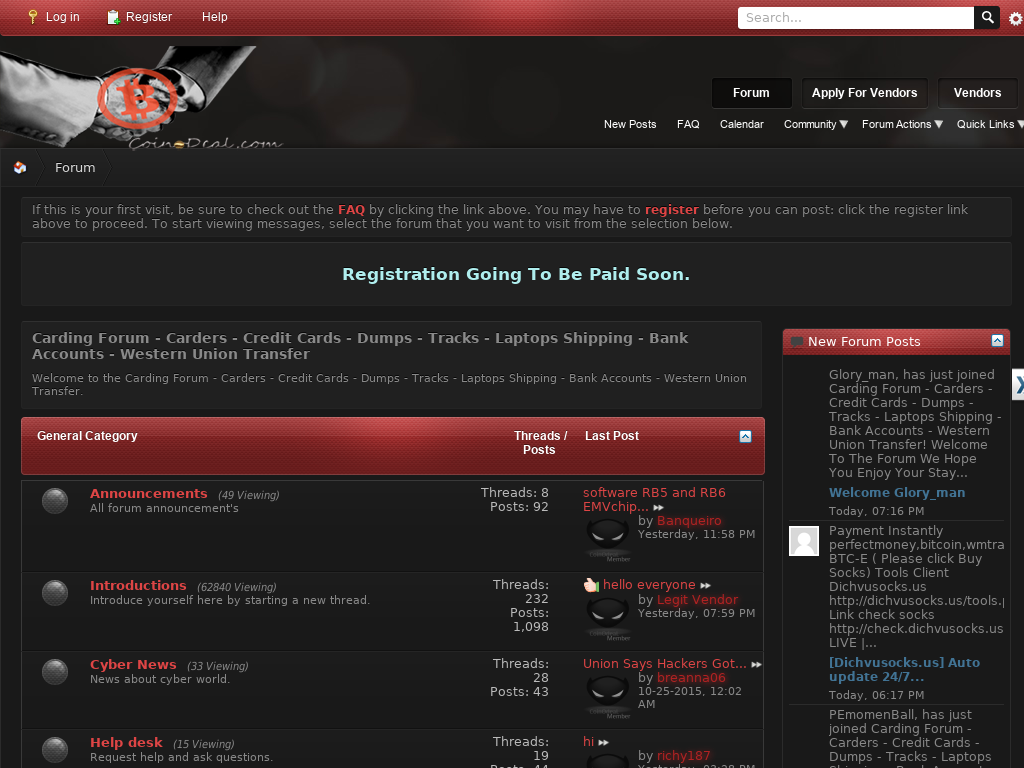 Log in
Register
Help
Search...
CoinsDeal.com
Forum
Apply For Vendors
Vendors
New Posts
FAQ
Calendar
Community
Forum Actions
Quick Links
Forum
If this is your first visit, be sure to check out the FAQ by clicking the link above. You may have to register before you can post: click the register link
above to proceed. To start viewing messages, select the forum that you want to visit from the selection below.
Registration Going To Be Paid Soon.
Carding Forum - Carders - Credit Cards - Dumps - Tracks - Laptops Shipping - Bank
Accounts - Western Union Transfer
Welcome to the Carding Forum - Carders - Credit Cards - Dumps - Tracks - Laptops Shipping - Bank Accounts - Western Union
Transfer.
General Category
Threads /
Posts
Last Post
Announcements (49 Viewing)
All forum announcement's
Threads: 8
Posts: 92
software RB5 and RB6
EMVchip...
by Banqueiro
Yesterday, 11:58 PM
Member
Introductions (62840 Viewing)
Introduce yourself here by starting a new thread.
Threads:
232
Posts:
1,098
hello everyone
by Legit Vendor
Yesterday, 07:59 PM
Member
Cyber News (33 Viewing)
News about cyber world.
Threads:
28
Posts: 43
Union Says Hackers Got...
by breanna06
10-25-2015, 12:02
AM
Member
Help desk (15 Viewing)
Request help and ask questions.
Threads:
19
Posts: 44
hi
by richy187
Yesterday, 02:28 PM
New Forum Posts
Glory_man, has just joined
Carding Forum - Carders -
Credit Cards - Dumps -
Tracks - Laptops Shipping -
Bank Accounts - Western
Union Transfer! Welcome
To The Forum We Hope
You Enjoy Your Stay...
Welcome Glory_man
Today, 07:16 PM
Payment Instantly
perfectmoney,bitcoin,wmtra
BTC-E ( Please click Buy
Socks) Tools Client
Dichvusocks.us
http://dichvusocks.us/tools.p
Link check socks
http://check.dichvusocks.us
LIVE |...
[Dichvusocks.us] Auto
update 24/7...
Today, 06:17 PM
PEmomenBall, has just
joined Carding Forum -
Carders - Credit Cards -
Dumps - Tracks - Laptops